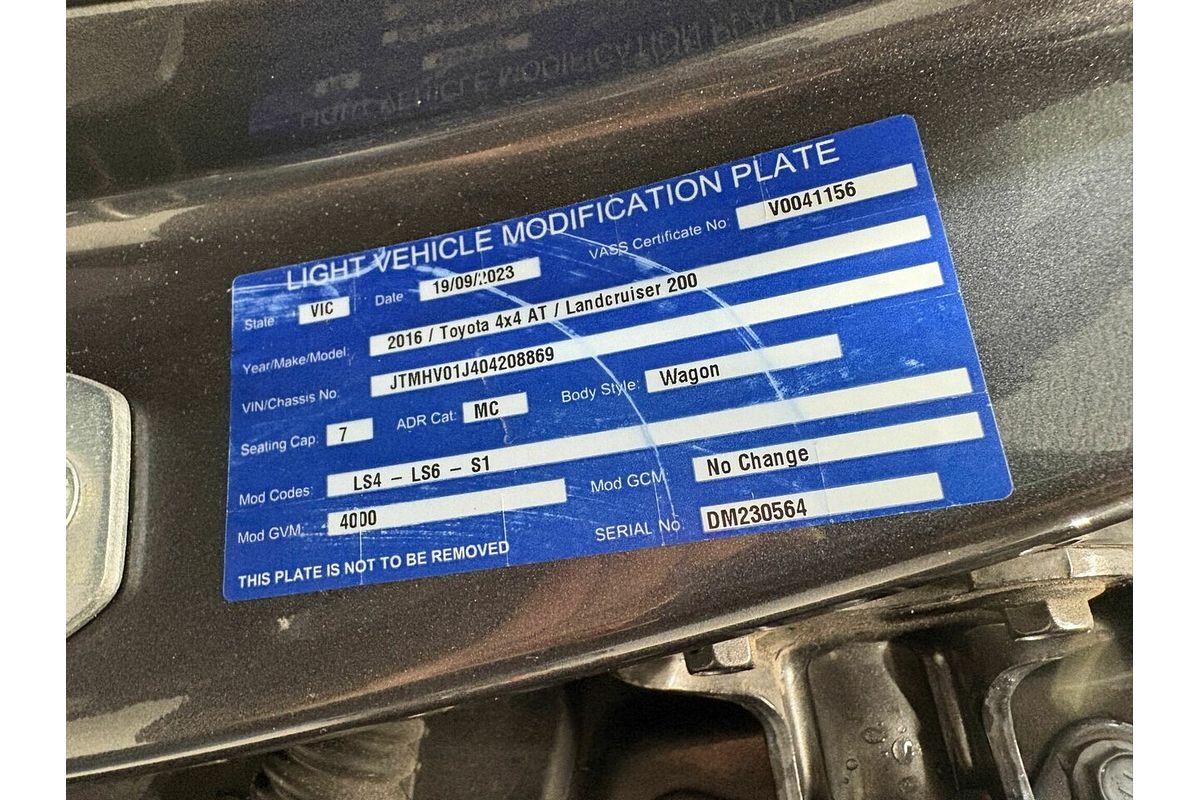 LIGHT VEHICLE MODIFICATION PLATE
State: VIC Date 19/09/2023 VASS Certificate No V0041156
Year/Make/Model: 2016 / Toyota 4x4 AT / Landcruiser 200
VIN/Chassis No. JTMHV01J404208869
Seating Cap: 7 ADR Cat: MC Body Style: Wagon
Mod Codes: LS4 – LS6 – S1
Mod GVM: 4000 Mod GCM: No Change
THIS PLATE IS NOT TO BE REMOVED SERIAL No. DM230564